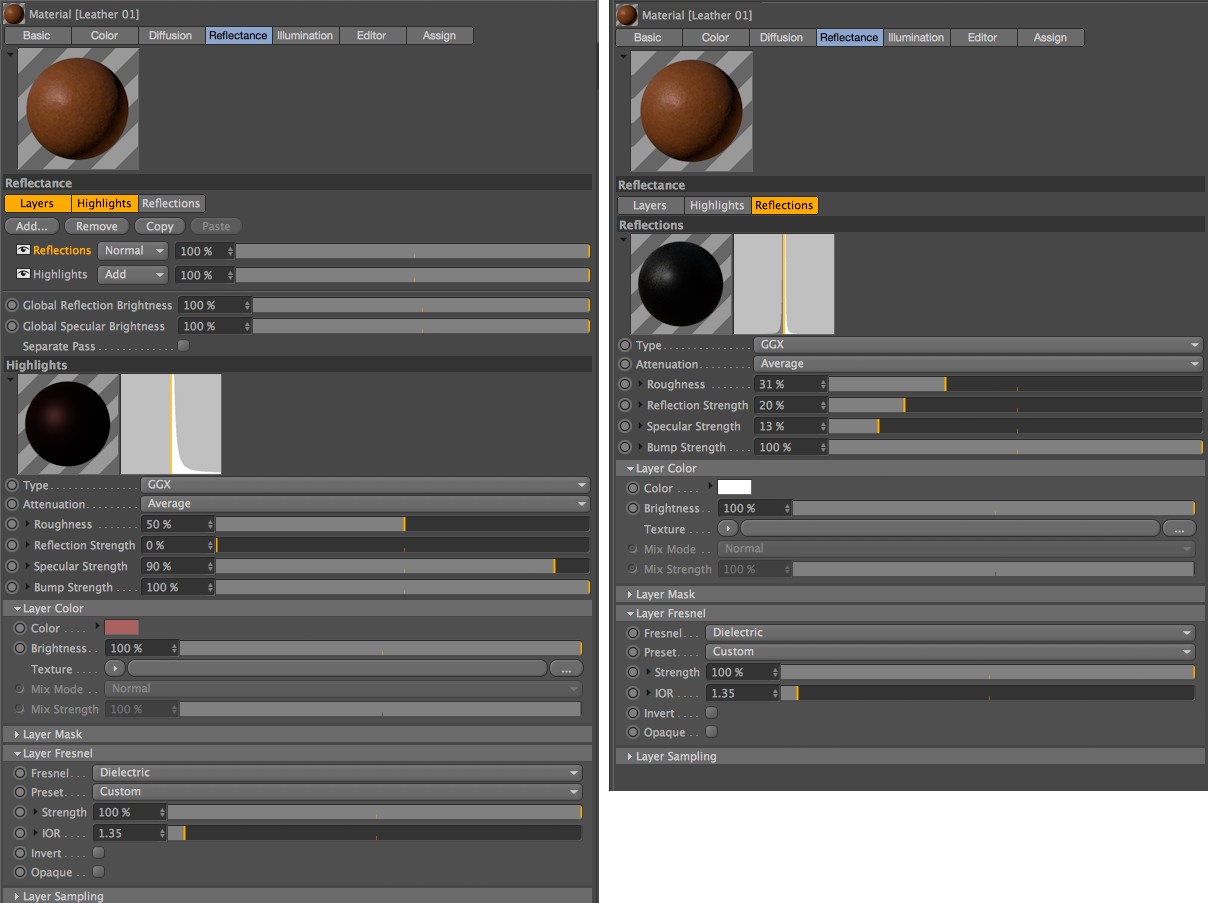 Material [Leather 01]
Basic Color Diffusion Reflectance Illumination Editor Assign
Reflectance
Layers Highlights Reflections
Add... Remove Copy Paste
Reflections Normal 100 %
Highlights Add 100 %
Global Reflection Brightness 100 %
Global Specular Brightness 100 %
Separate Pass . . . . . . . . . . . .
Highlights
Type . . . . . . . . . . . . . GGX
Attenuation. . . . . . . . . Average
Roughness . . . . . . . 50 %
Reflection Strength 0 %
Specular Strength 90 %
Bump Strength . . . . 100 %
Layer Color
Color . . . .
Brightness . . 100 %
Texture . . . . ...
Mix Mode . . Normal
Mix Strength 100 %
Layer Mask
Layer Fresnel
Fresnel. . . Dielectric
Preset. . . . Custom
Strength 100 %
IOR . . . . 1.35
Invert . . . .
Opaque . .
Layer Sampling
Material [Leather 01]
Basic Color Diffusion Reflectance Illumination Editor Assign
Reflectance
Layers Highlights Reflections
Reflections
Type . . . . . . . . . . . . . GGX
Attenuation. . . . . . . . . Average
Roughness . . . . . . . 31 %
Reflection Strength 20 %
Specular Strength 13 %
Bump Strength . . . . 100 %
Layer Color
Color . . . .
Brightness . . 100 %
Texture . . . . ...
Mix Mode . . Normal
Mix Strength 100 %
Layer Mask
Layer Fresnel
Fresnel. . . Dielectric
Preset. . . . Custom
Strength 100 %
IOR . . . . 1.35
Invert . . . .
Opaque . .
Layer Sampling